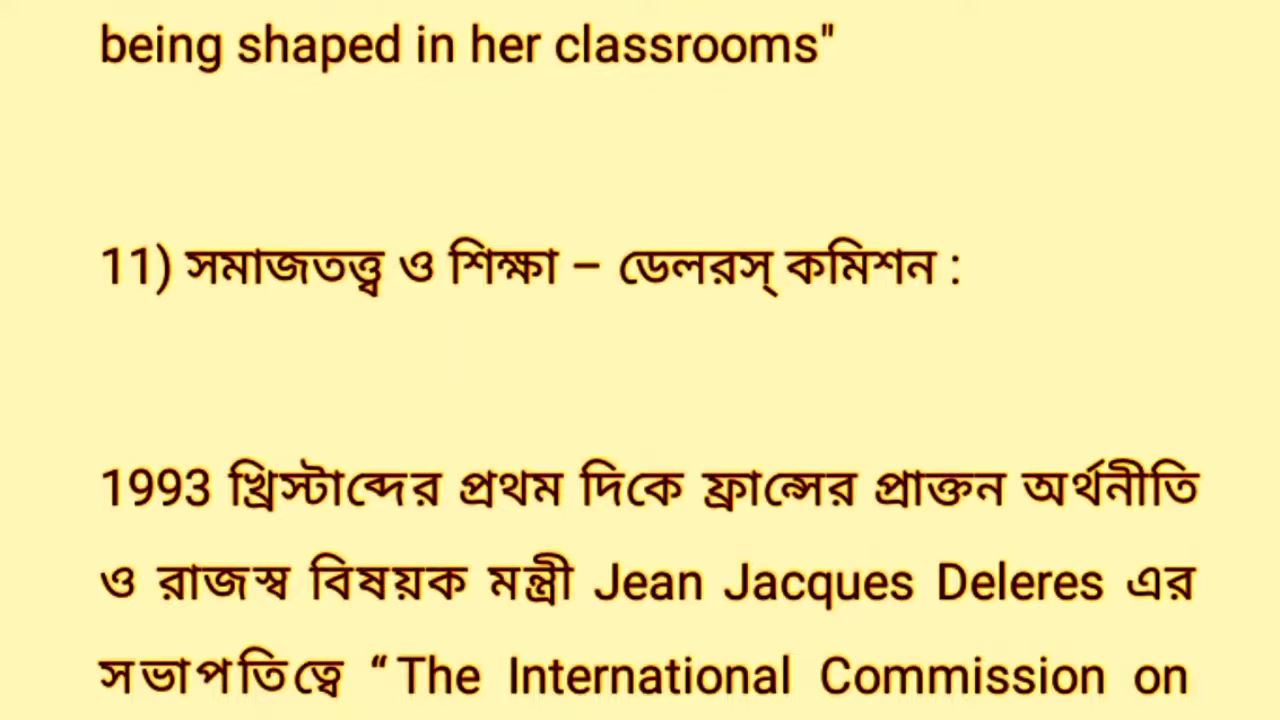 being shaped in her classrooms"
11) সমাজতত্ত্ব ও শিক্ষা – ডেলরস্ কমিশন :
1993 খ্রিস্টাব্দের প্রথম দিকে ফ্রান্সের প্রাক্তন অর্থনীতি
ও রাজস্ব বিষয়ক মন্ত্রী Jean Jacques Deleres এর
সভাপতিত্বে “The International Commission on